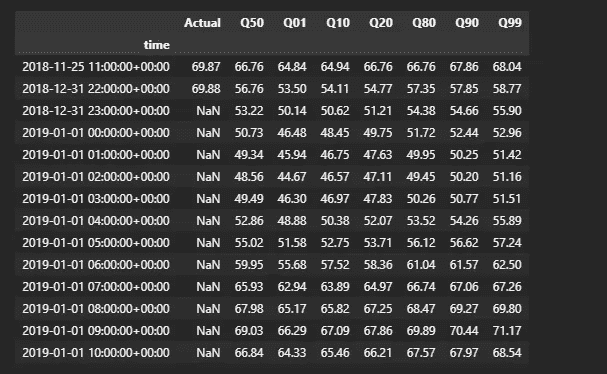 Actual Q50 Q01 Q10 Q20 Q80 Q90 Q99
time
2018-11-25 11:00:00+00:00 69.87 66.76 64.84 64.94 66.76 66.76 67.86 68.04
2018-12-31 22:00:00+00:00 69.88 56.76 53.50 54.11 54.77 57.35 57.85 58.77
2018-12-31 23:00:00+00:00 NaN 53.22 50.14 50.62 51.21 54.38 54.66 55.90
2019-01-01 00:00:00+00:00 NaN 50.73 46.48 48.45 49.75 51.72 52.44 52.96
2019-01-01 01:00:00+00:00 NaN 49.34 45.94 46.75 47.63 49.95 50.25 51.42
2019-01-01 02:00:00+00:00 NaN 48.56 44.67 46.57 47.11 49.45 50.20 51.16
2019-01-01 03:00:00+00:00 NaN 49.49 46.30 46.97 47.83 50.26 50.77 51.51
2019-01-01 04:00:00+00:00 NaN 52.86 48.88 50.38 52.07 53.52 54.26 55.89
2019-01-01 05:00:00+00:00 NaN 55.02 51.58 52.75 53.71 56.12 56.62 57.24
2019-01-01 06:00:00+00:00 NaN 59.95 55.68 57.52 58.36 61.04 61.57 62.50
2019-01-01 07:00:00+00:00 NaN 65.93 62.94 63.89 64.97 66.74 67.06 67.26
2019-01-01 08:00:00+00:00 NaN 67.98 65.17 65.82 67.25 68.47 69.27 69.80
2019-01-01 09:00:00+00:00 NaN 69.03 66.29 67.09 67.86 69.89 70.44 71.17
2019-01-01 10:00:00+00:00 NaN 66.84 64.33 65.46 66.21 67.57 67.97 68.54